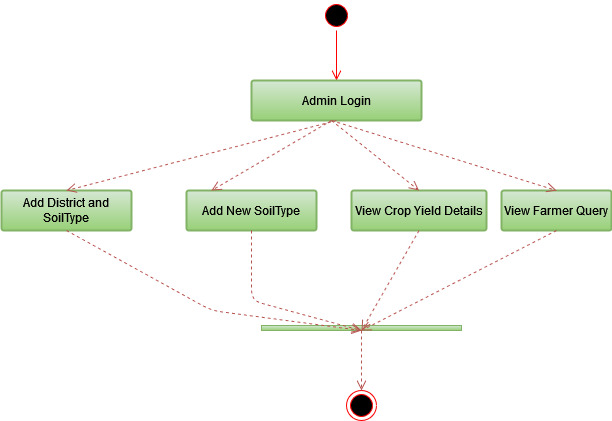 Admin Login
Add District and
SoilType
Add New SoilType
View Crop Yield Details
View Farmer Query